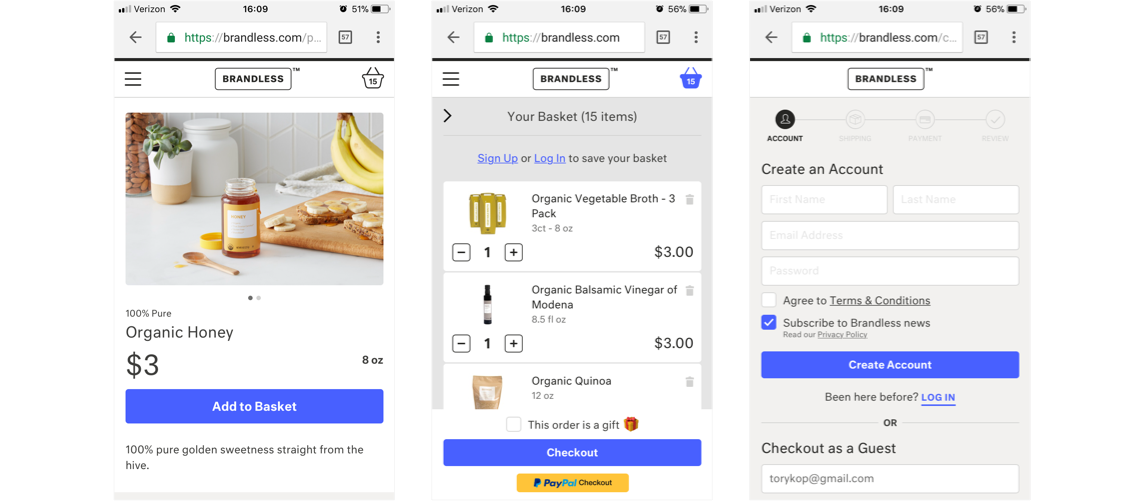 Verizon 16:09 51%
https://brandless.com/p... 57
BRANDLESS™ 15
HONEY
100% Pure
Organic Honey
$3 8 oz
Add to Basket
100% pure golden sweetness straight from the
hive.
Verizon 16:09 56%
https://brandless.com 57
BRANDLESS™ 15
Your Basket (15 items)
Sign Up or Log In to save your basket
Organic Vegetable Broth - 3
Pack
3ct - 8 oz
1 $3.00
Organic Balsamic Vinegar of
Modena
8.5 fl oz
1 $3.00
Organic Quinoa
12 oz
This order is a gift
Checkout
PayPal Checkout
Verizon 16:09 56%
https://brandless.com/c... 57
BRANDLESS™
ACCOUNT SHIPPING PAYMENT REVIEW
Create an Account
First Name Last Name
Email Address
Password
Agree to Terms & Conditions
Subscribe to Brandless news
Read our Privacy Policy
Create Account
Been here before? LOG IN
OR
Checkout as a Guest
torykop@gmail.com